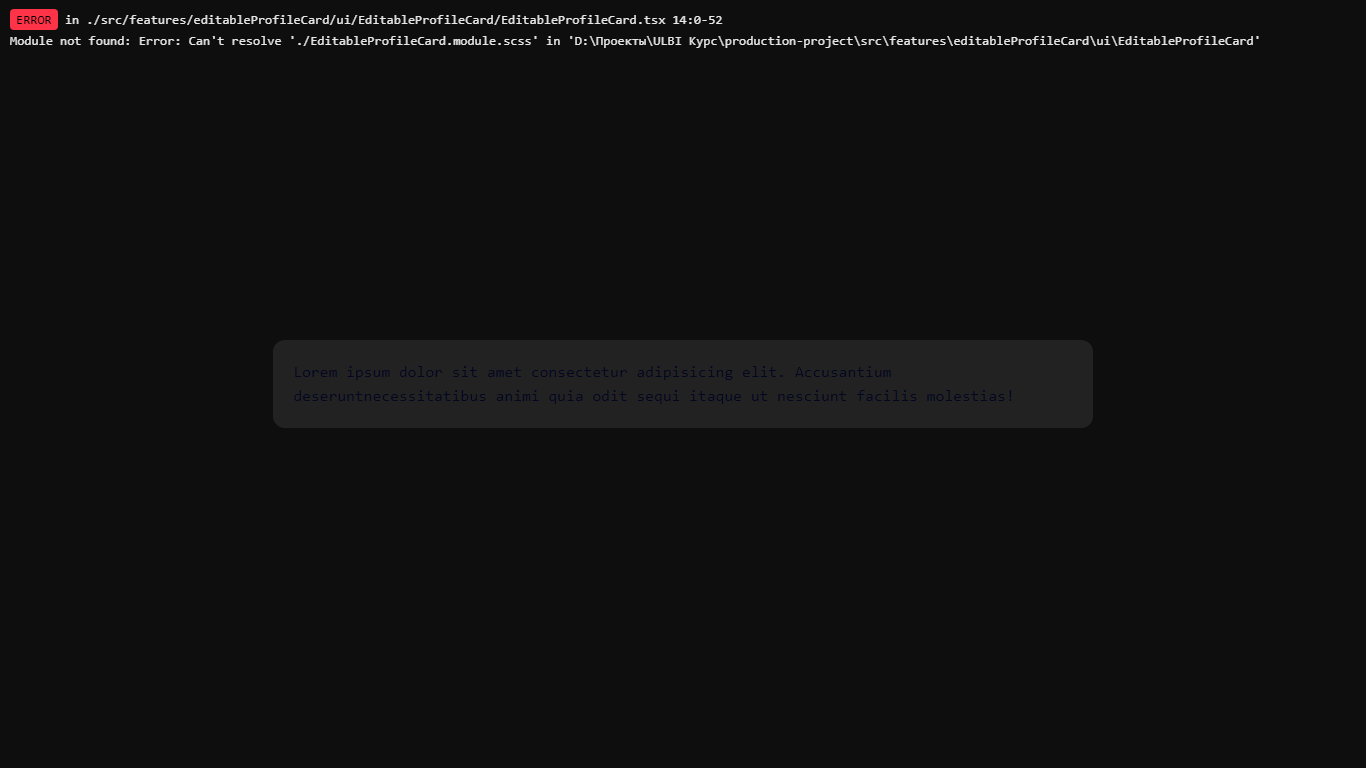 ERROR in ./src/features/editableProfileCard/ui/EditableProfileCard/EditableProfileCard.tsx 14:0-52
Module not found: Error: Can't resolve './EditableProfileCard.module.scss' in 'D:\Проекты\ULBI Курс\production-project\src\features\editableProfileCard\ui\EditableProfileCard'
Lorem ipsum dolor sit amet consectetur adipisicing elit. Accusantium
deseruntnecessitatibus animi quia odit sequi itaque ut nesciunt facilis molestias!